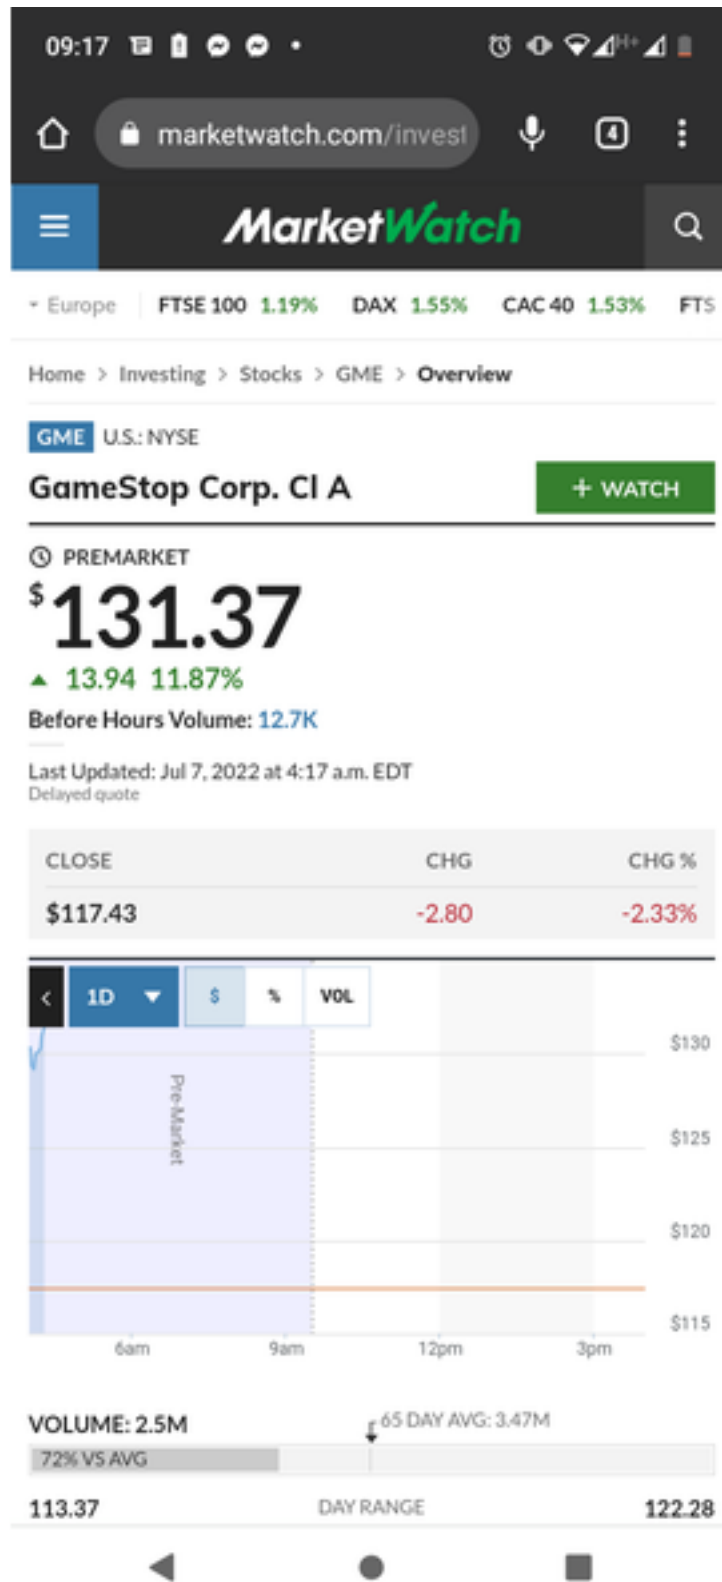 09:17 H+
marketwatch.com/invest 4
MarketWatch
Europe FTSE 100 1.19% DAX 1.55% CAC 40 1.53% FTS
Home > Investing > Stocks > GME > Overview
GME U.S.: NYSE
GameStop Corp. Cl A + WATCH
PREMARKET
$131.37
13.94 11.87%
Before Hours Volume: 12.7K
Last Updated: Jul 7, 2022 at 4:17 a.m. EDT
Delayed quote
CLOSE CHG CHG %
$117.43 -2.80 -2.33%
< 1D $ % VOL
$130
Pre-Market
$125
$120
$115
6am 9am 12pm 3pm
VOLUME: 2.5M 65 DAY AVG: 3.47M
72% VS AVG
113.37 DAY RANGE 122.28